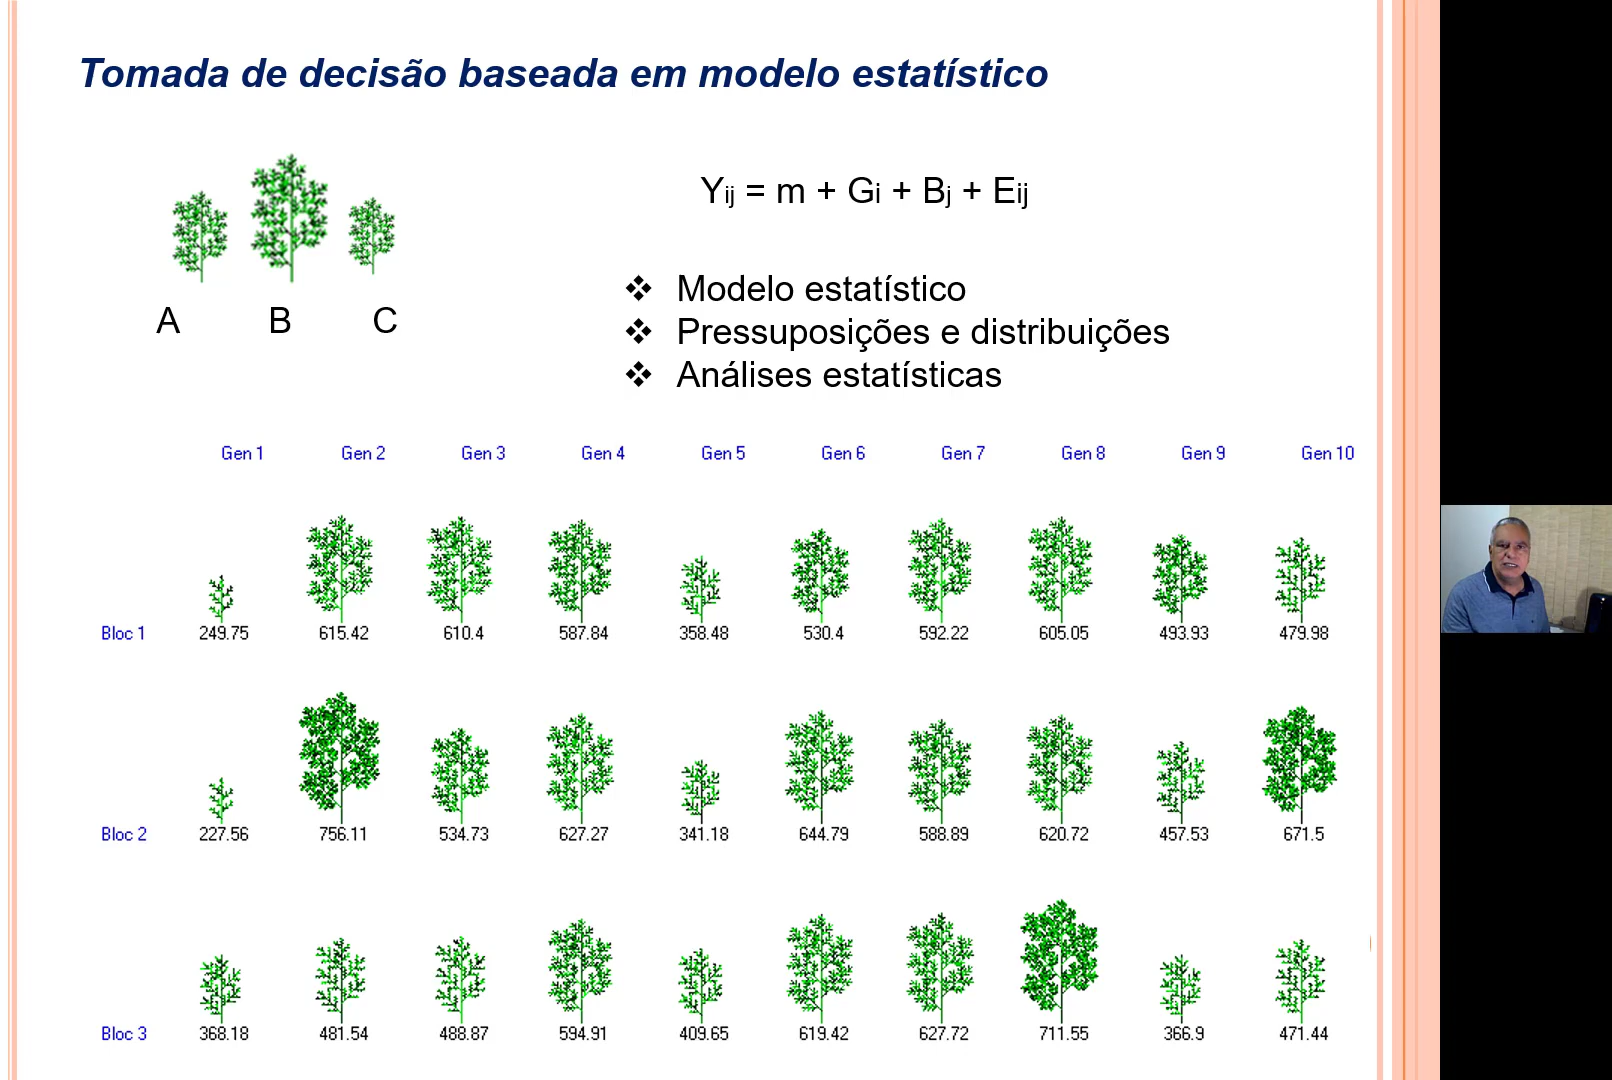 Tomada de decisão baseada em modelo estatístico
Yij = m + Gi + Bj + Eij
A B C
❖ Modelo estatístico
❖ Pressuposições e distribuições
❖ Análises estatísticas
Gen 1 Gen 2 Gen 3 Gen 4 Gen 5 Gen 6 Gen 7 Gen 8 Gen 9 Gen 10
Bloc 1 249.75 615.42 610.4 587.84 358.48 530.4 592.22 605.05 493.93 479.98
Bloc 2 227.56 756.11 534.73 627.27 341.18 644.79 588.89 620.72 457.53 671.5
Bloc 3 368.18 481.54 488.87 594.91 409.65 619.42 627.72 711.55 366.9 471.44